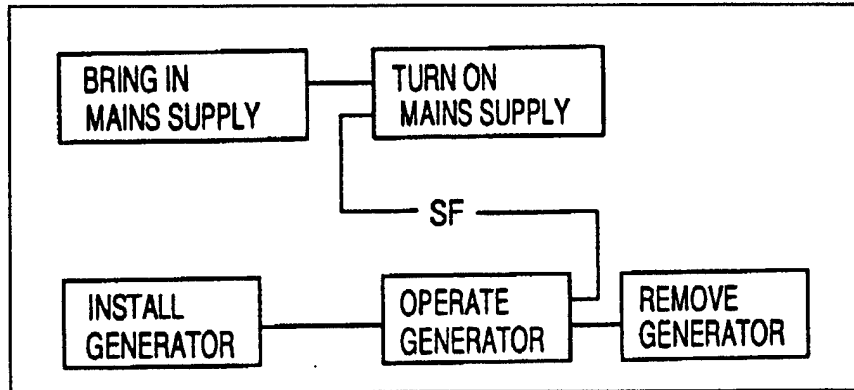 BRING IN
MAINS SUPPLY
TURN ON
MAINS SUPPLY
SF
INSTALL
GENERATOR
OPERATE
GENERATOR
REMOVE
GENERATOR